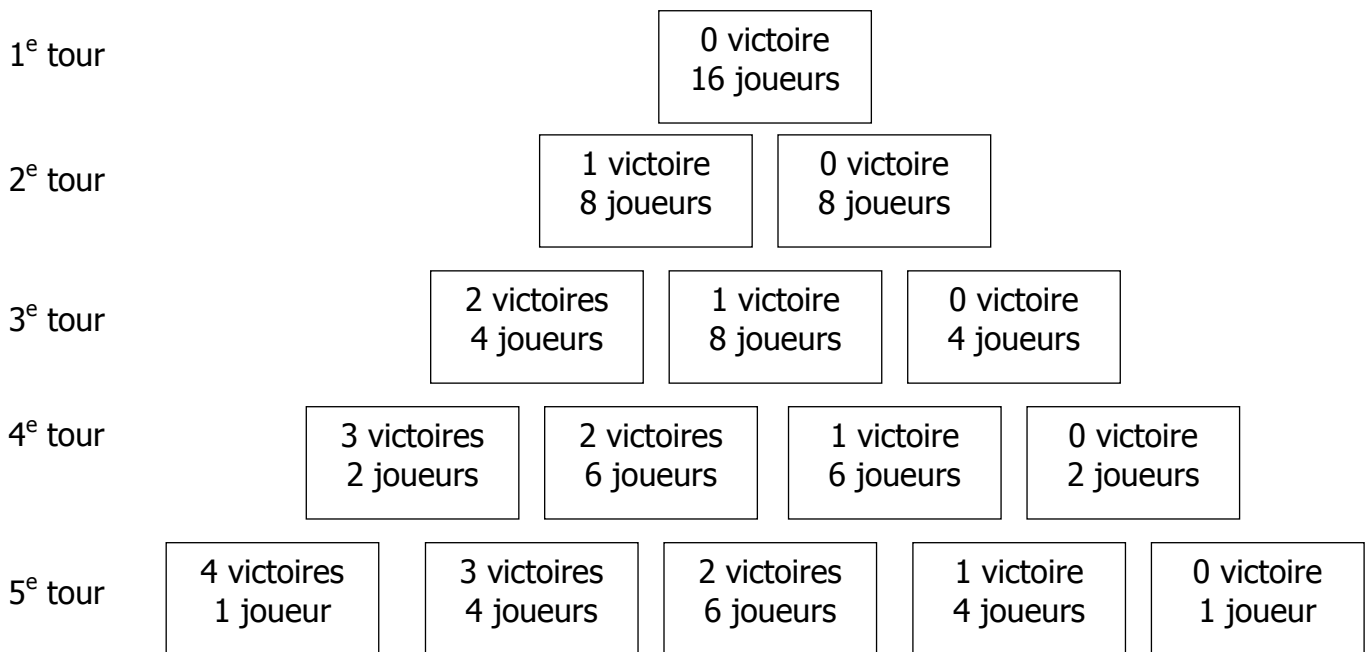 1e tour
0 victoire
16 joueurs
2e tour
1 victoire
8 joueurs
0 victoire
8 joueurs
3e tour
2 victoires
4 joueurs
1 victoire
8 joueurs
0 victoire
4 joueurs
4e tour
3 victoires
2 joueurs
2 victoires
6 joueurs
1 victoire
6 joueurs
0 victoire
2 joueurs
5e tour
4 victoires
1 joueur
3 victoires
4 joueurs
2 victoires
6 joueurs
1 victoire
4 joueurs
0 victoire
1 joueur